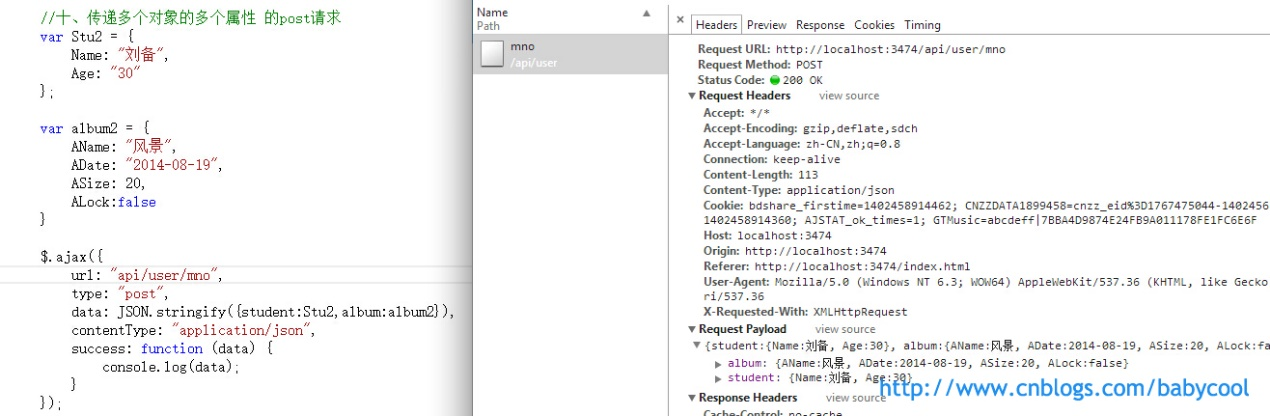 //十、传递多个对象的多个属性 的post请求
var Stu2 = {
Name: "刘备",
Age: "30"
};
var album2 = {
AName: "风景",
ADate: "2014-08-19",
ASize: 20,
ALock:false
}
$.ajax({
url: "api/user/mno",
type: "post",
data: JSON.stringify({student:Stu2,album:album2}),
contentType: "application/json",
success: function (data) {
console.log(data);
}
});
Name
Path
mno
/api/user
× Headers Preview Response Cookies Timing
Request URL: http://localhost:3474/api/user/mno
Request Method: POST
Status Code: 200 OK
Request Headers view source
Accept: */*
Accept-Encoding: gzip,deflate,sdch
Accept-Language: zh-CN,zh;q=0.8
Connection: keep-alive
Content-Length: 113
Content-Type: application/json
Cookie: bdshare_firstime=1402458914462; CNZZDATA1899458=cnzz_eid%3D1767475044-1402456
1402458914360; AJSTAT_ok_times=1; GTMusic=abcdeff|7BBA4D9874E24FB9A011178FE1FC6E6F
Host: localhost:3474
Origin: http://localhost:3474
Referer: http://localhost:3474/index.html
User-Agent: Mozilla/5.0 (Windows NT 6.3; WOW64) AppleWebKit/537.36 (KHTML, like Gecko
ri/537.36
X-Requested-With: XMLHttpRequest
Request Payload view source
{student:{Name:刘备, Age:30}, album:{AName:风景, ADate:2014-08-19, ASize:20, ALock:fa
album: {AName:风景, ADate:2014-08-19, ASize:20, ALock:false}
student: {Name:刘备, Age:30}
http://www.cnblogs.com/babycool
Response Headers view source
Cache-Control: no-cache